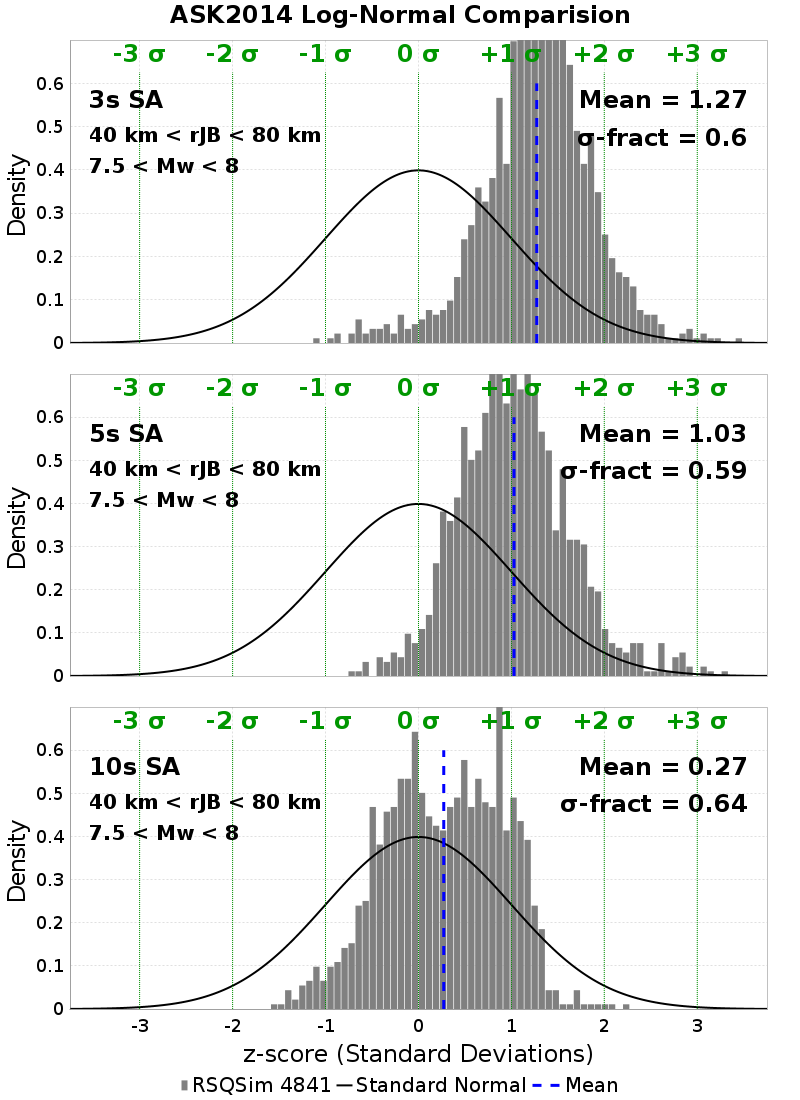 ASK2014 Log-Normal Comparision
-3 σ -2 σ -1 σ 0 σ +1 σ +2 σ +3 σ
0.6
3s SA Mean = 1.27
0.5
40 km < rJB < 80 km σ-fract = 0.6
7.5 < Mw < 8
0.4
0.3
0.2
0.1
0
Density
-3 σ -2 σ -1 σ 0 σ +1 σ +2 σ +3 σ
0.6
5s SA Mean = 1.03
0.5
40 km < rJB < 80 km σ-fract = 0.59
7.5 < Mw < 8
0.4
0.3
0.2
0.1
0
Density
-3 σ -2 σ -1 σ 0 σ +1 σ +2 σ +3 σ
0.6
10s SA Mean = 0.27
0.5
40 km < rJB < 80 km σ-fract = 0.64
7.5 < Mw < 8
0.4
0.3
0.2
0.1
0
Density
-3 -2 -1 0 1 2 3
z-score (Standard Deviations)
RSQSim 4841 Standard Normal Mean